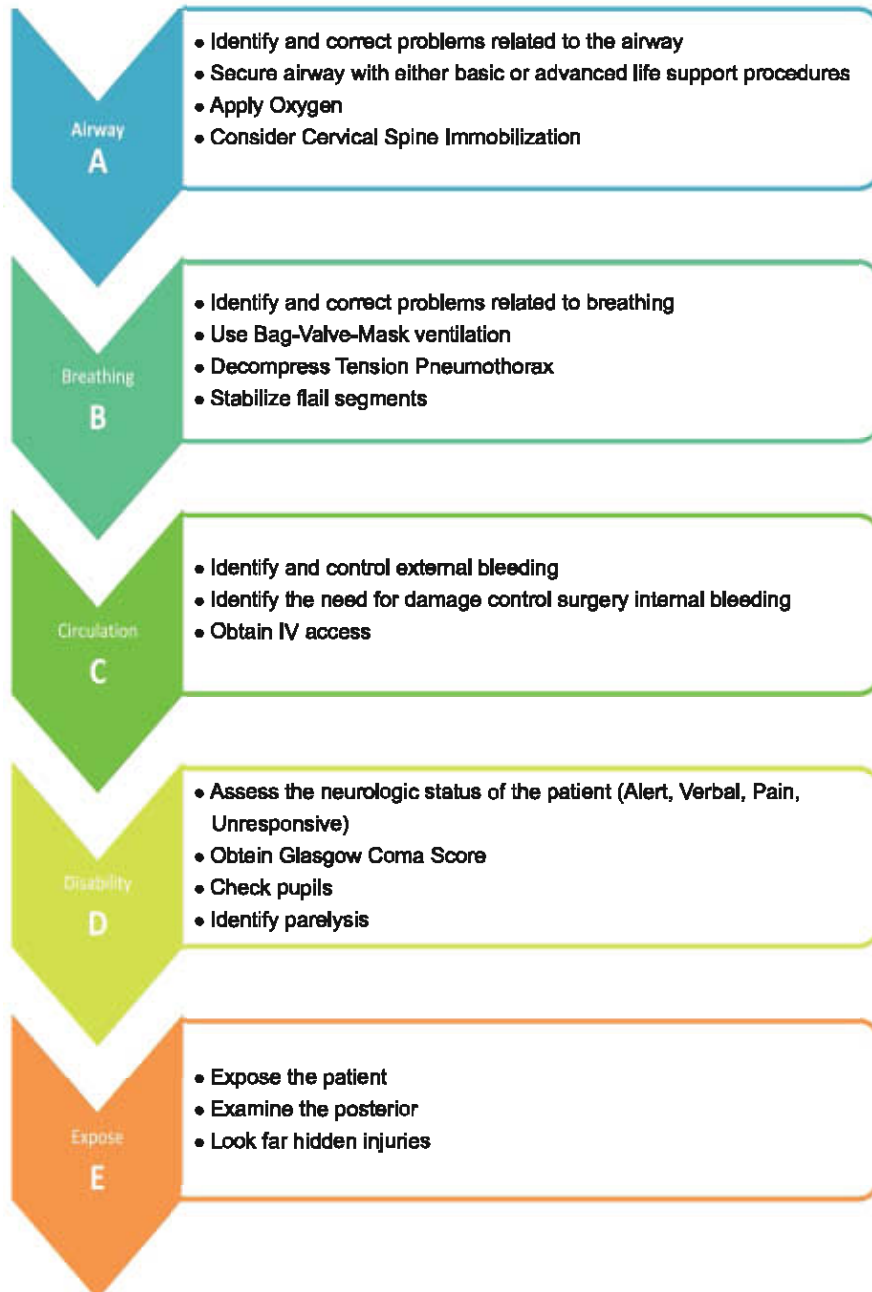 Airway
A
• Identify and correct problems related to the airway
• Secure airway with either basic or advanced life support procedures
• Apply Oxygen
• Consider Cervical Spine Immobilization
Breathing
B
• Identify and correct problems related to breathing
• Use Bag-Valve-Mask ventilation
• Decompress Tension Pneumothorax
• Stabilize flail segments
Circulation
C
• Identify and control external bleeding
• Identify the need for damage control surgery internal bleeding
• Obtain IV access
Disability
D
• Assess the neurologic status of the patient (Alert, Verbal, Pain,
Unresponsive)
• Obtain Glasgow Coma Score
• Check pupils
• Identify parelysis
Expose
E
• Expose the patient
• Examine the posterior
• Look far hidden injuries